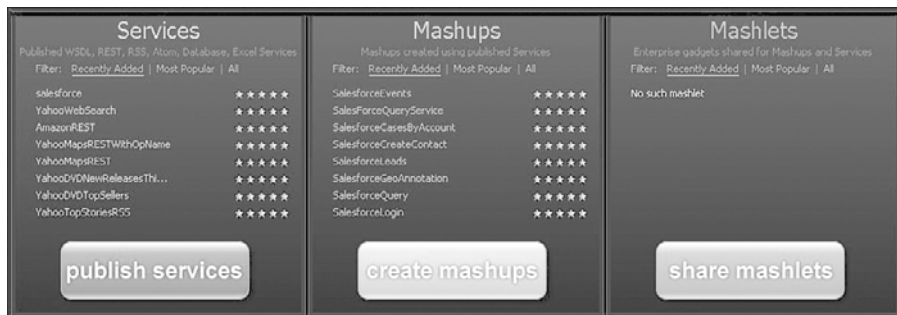 Services
Published WSDL, REST, RSS, Atom, Database, Excel Services
Filter: Recently Added | Most Popular | All
salesforce
YahooWebSearch
AmazonREST
YahooMapsRESTWithOpName
YahooMapsREST
YahooDVDNewReleasesThi...
YahooDVDTopSellers
YahooTopStoriesRSS
publish services
Mashups
Mashups created using published Services
Filter: Recently Added | Most Popular | All
SalesforceEvents
SalesForceQueryService
SalesforceCasesByAccount
SalesforceCreateContact
SalesforceLeads
SalesforceGeoAnnotation
SalesforceQuery
SalesforceLogin
create mashups
Mashlets
Enterprise gadgets shared for Mashups and Services
Filter: Recently Added | Most Popular | All
No such mashlet
share mashlets